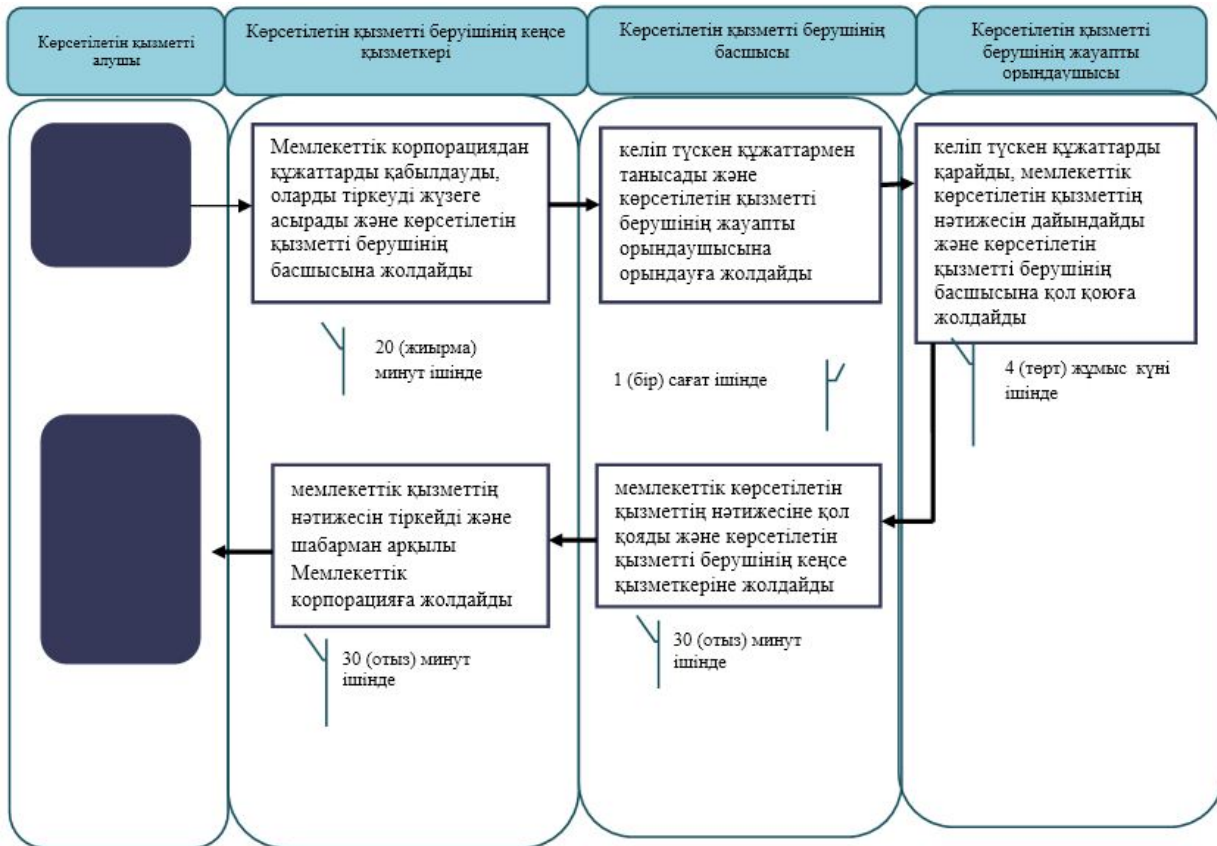 Көрсетілетін қызметті
алушы
Көрсетілетін қызметті беруішінің кеңсе
қызметкері
Көрсетілетін қызметті берушінің
басшысы
Көрсетілетін қызметті
берушінің жауапты
орындаушысы
Мемлекеттік корпорациядан
құжаттарды қабылдауды,
оларды тіркеуді жүзеге
асырады және көрсетілетін
қызметті берушінің
басшысына жолдайды
келіп түскен құжаттармен
танысады және
көрсетілетін қызметті
берушінің жауапты
орындаушысына
орындауға жолдайды
келіп түскен құжаттарды
қарайды, мемлекеттік
көрсетілетін қызметтің
нәтижесін дайындайды
және көрсетілетін
қызметті берушінің
басшысына қол қоюға
жолдайды
20 (жиырма)
минут ішінде
1 (бір) сағат ішінде
4 (төрт) жұмыс күні
ішінде
мемлекеттік қызметтің
нәтижесін тіркейді және
шабарман арқылы
Мемлекеттік
корпорацияға жолдайды
мемлекеттік көрсетілетін
қызметтің нәтижесіне қол
қояды және көрсетілетін
қызметті берушінің кеңсе
қызметкеріне жолдайды
30 (отыз) минут
ішінде
30 (отыз) минут
ішінде